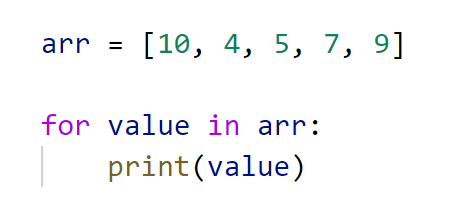 arr = [10, 4, 5, 7, 9]
for value in arr:
    print(value)